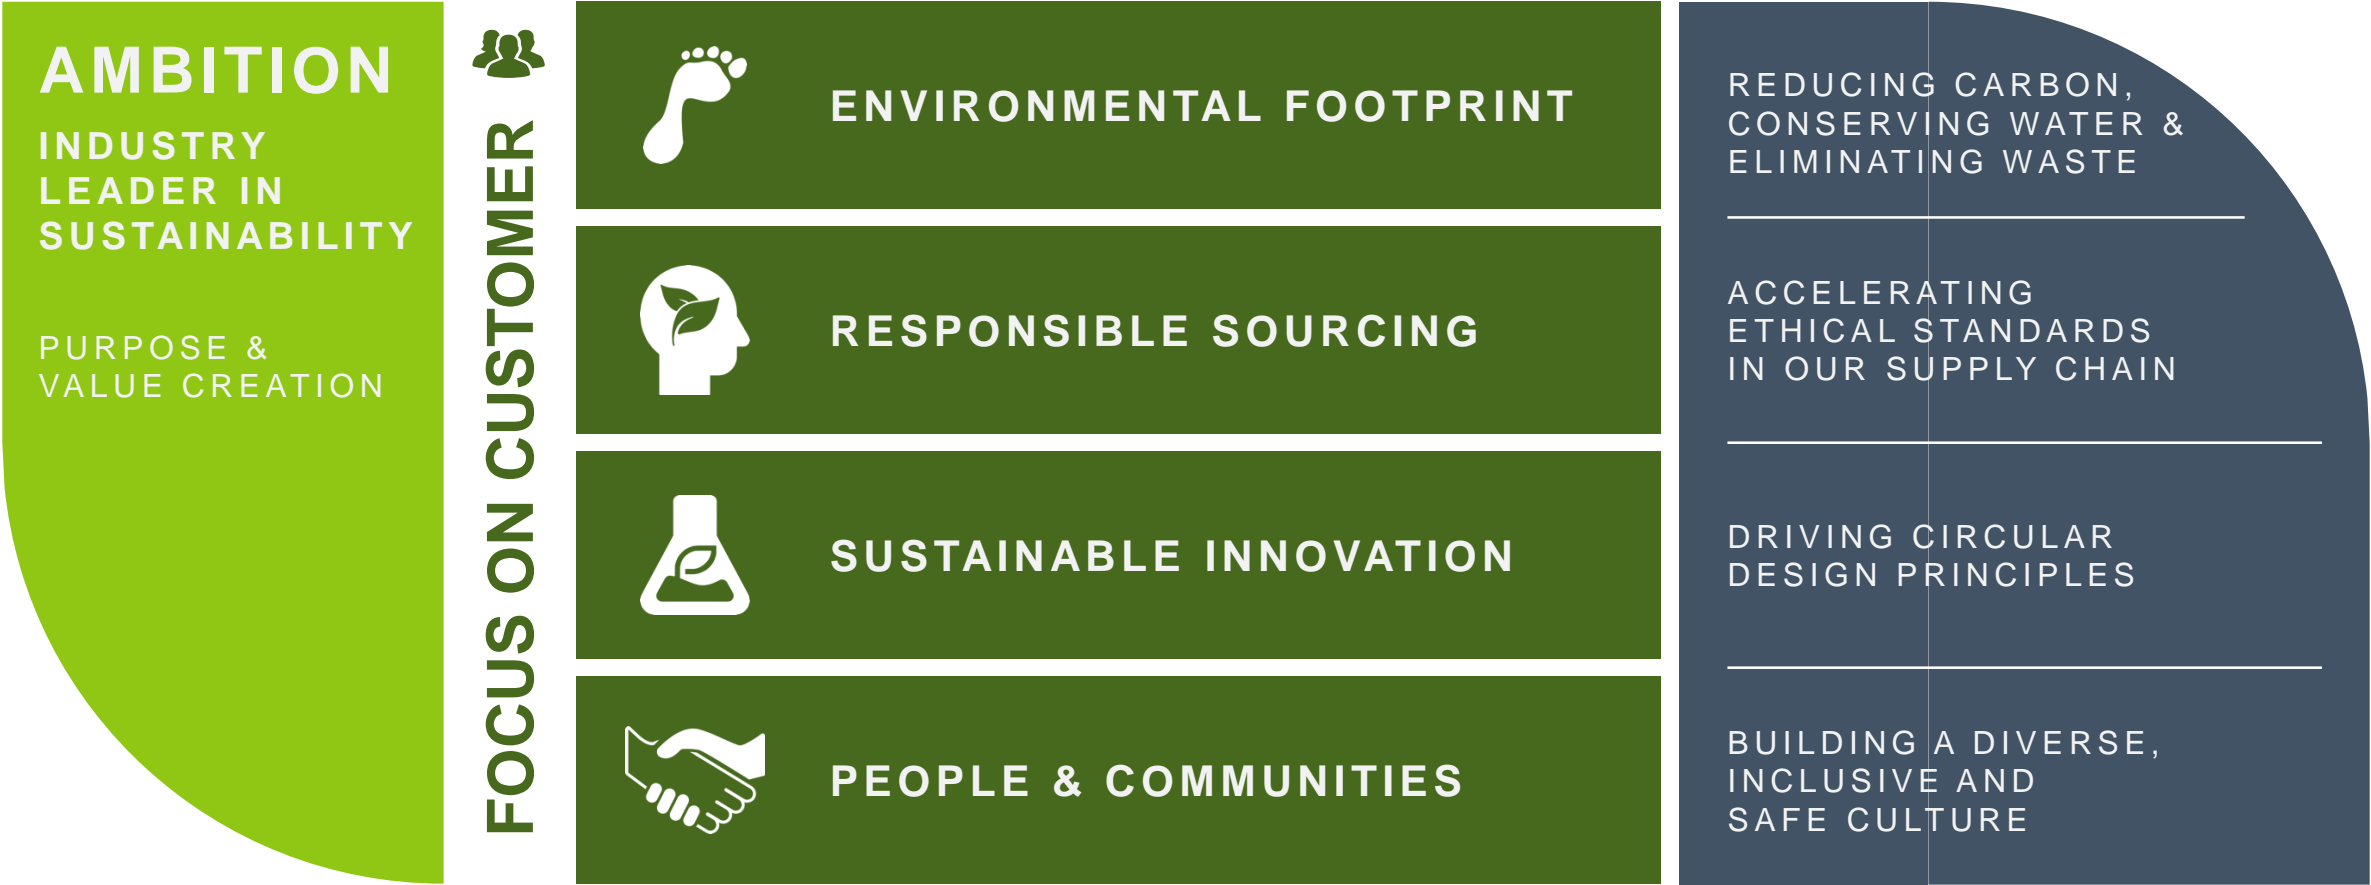 AMBITION
INDUSTRY
LEADER IN
SUSTAINABILITY
PURPOSE &
VALUE CREATION
FOCUS ON CUSTOMER
ENVIRONMENTAL FOOTPRINT
REDUCING CARBON,
CONSERVING WATER &
ELIMINATING WASTE
RESPONSIBLE SOURCING
ACCELERATING
ETHICAL STANDARDS
IN OUR SUPPLY CHAIN
SUSTAINABLE INNOVATION
DRIVING CIRCULAR
DESIGN PRINCIPLES
PEOPLE & COMMUNITIES
BUILDING A DIVERSE,
INCLUSIVE AND
SAFE CULTURE